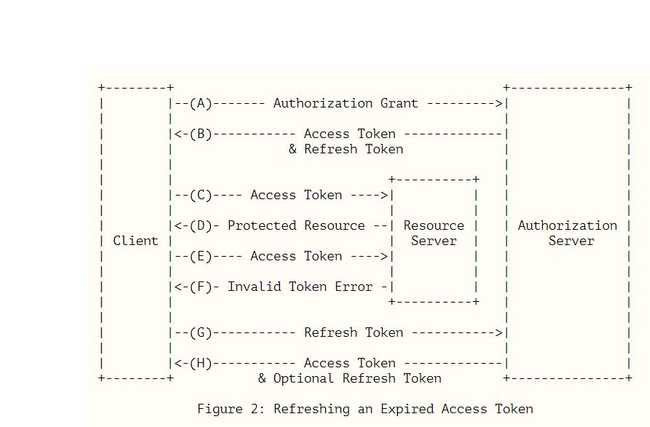 +--------+                                           +---------------+
|        |--(A)------- Authorization Grant --------->|               |
|        |                                           |               |
|        |<-(B)----------- Access Token -------------|               |
|        |               & Refresh Token             |               |
|        |                                           |               |
|        |                            +----------+   |               |
|        |--(C)---- Access Token ---->|          |   |               |
|        |                            |          |   |               |
|        |<-(D)- Protected Resource --| Resource |   | Authorization |
| Client |                            |  Server  |   |     Server    |
|        |--(E)---- Access Token ---->|          |   |               |
|        |                            |          |   |               |
|        |<-(F)- Invalid Token Error -|          |   |               |
|        |                            +----------+   |               |
|        |                                           |               |
|        |--(G)----------- Refresh Token ----------->|               |
|        |                                           |               |
|        |<-(H)----------- Access Token -------------|               |
+--------+           & Optional Refresh Token        +---------------+

Figure 2: Refreshing an Expired Access Token